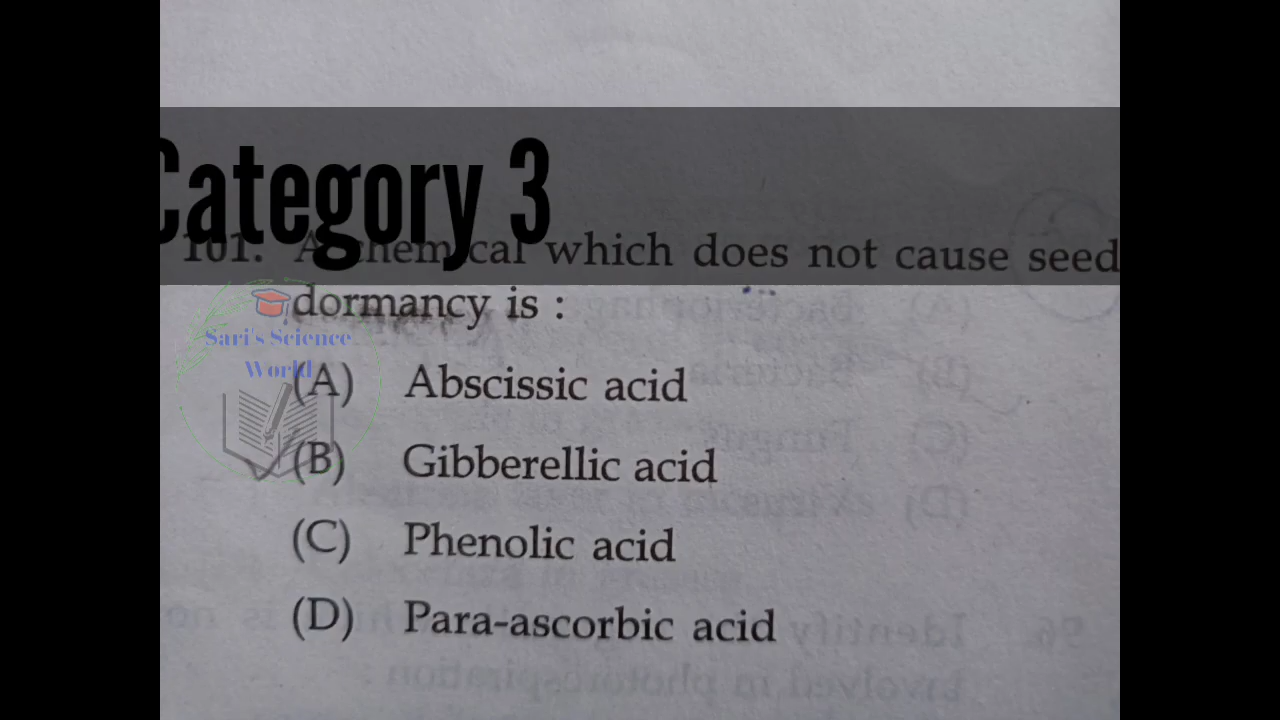 Category 3
101. A chemical which does not cause seed
dormancy is :
Sari's Science
World
(A) Abscissic acid
(B) Gibberellic acid
(C) Phenolic acid
(D) Para-ascorbic acid